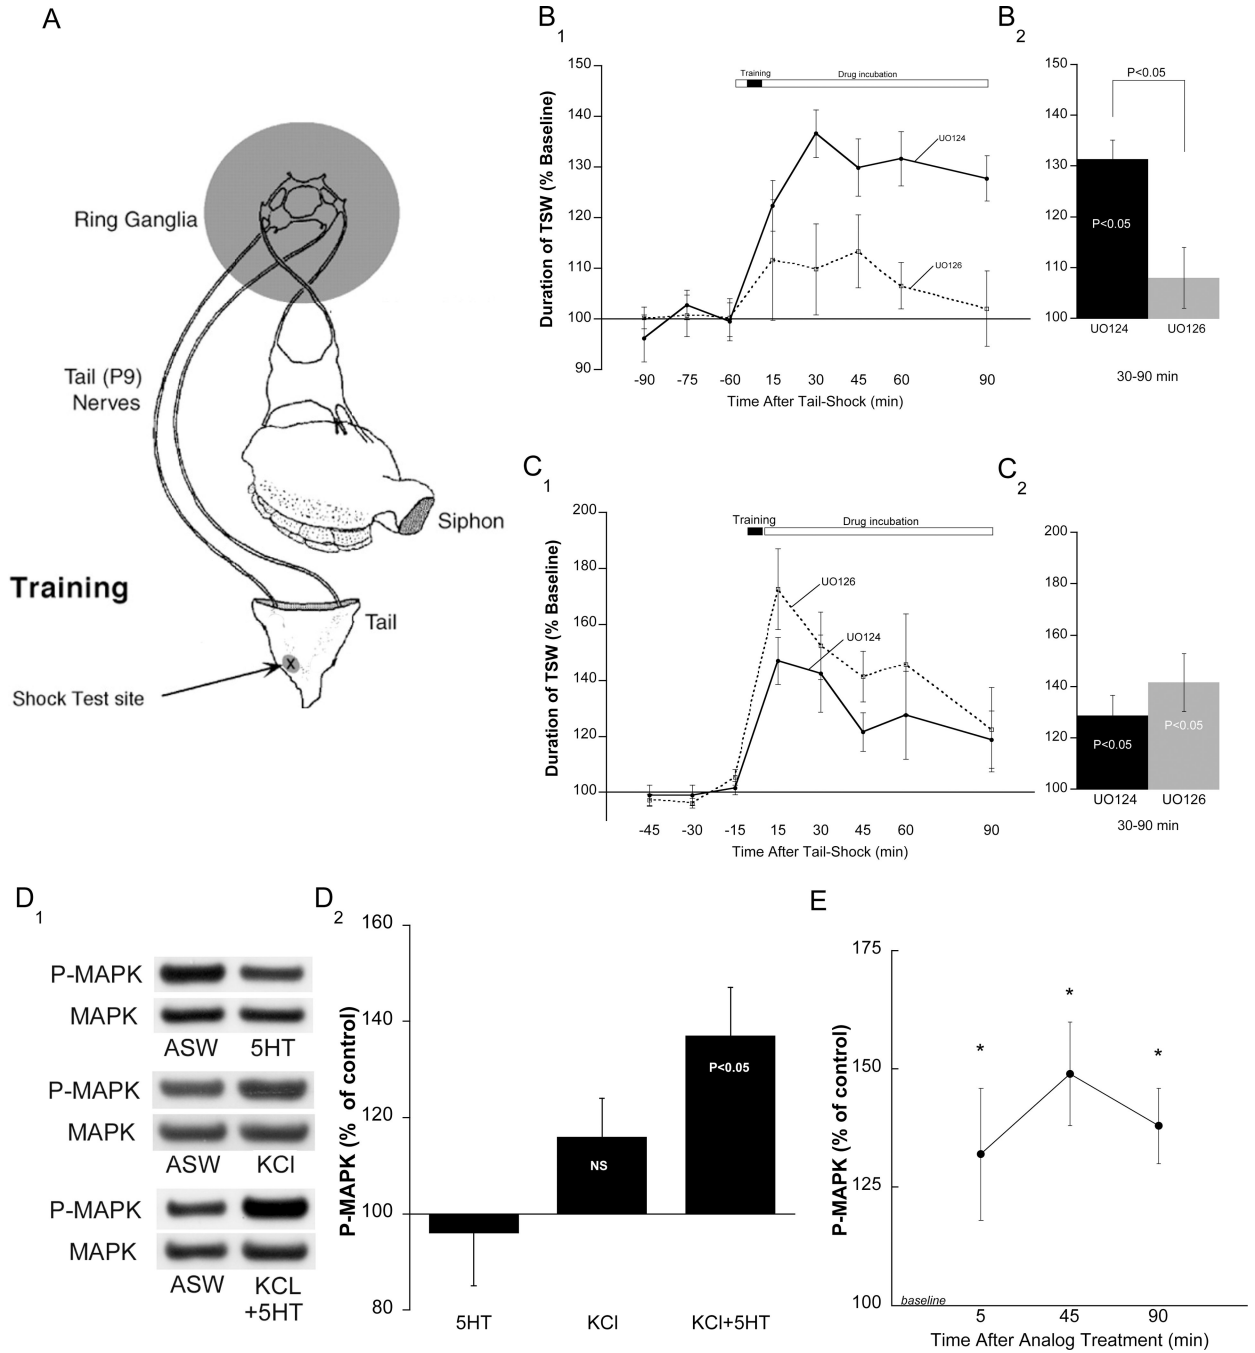 A
Ring Ganglia
Tail (P9)
Nerves
Siphon
Training
Tail
X
Shock Test site
B
1
Training
Drug incubation
150
140
130
120
110
100
90
Duration of TSW (% Baseline)
UO124
UO126
-90
-75
-60
15
30
45
60
90
Time After Tail-Shock (min)
B
2
150
140
130
120
110
100
P<0.05
P<0.05
UO124
UO126
30-90 min
C
1
Training
Drug incubation
200
180
160
140
120
100
Duration of TSW (% Baseline)
UO126
UO124
-45
-30
-15
15
30
45
60
90
Time After Tail-Shock (min)
C
2
200
180
160
140
120
100
P<0.05
P<0.05
UO124
UO126
30-90 min
D
1
P-MAPK
MAPK
ASW
5HT
P-MAPK
MAPK
ASW
KCl
P-MAPK
MAPK
ASW
KCL
+5HT
D
2
160
140
120
100
80
P-MAPK (% of control)
NS
P<0.05
5HT
KCl
KCl+5HT
E
175
150
125
100
P-MAPK (% of control)
*
*
*
baseline
5
45
90
Time After Analog Treatment (min)